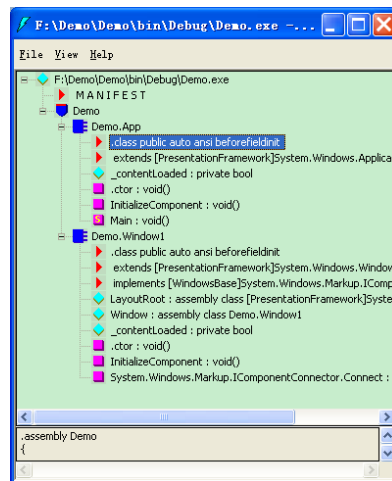 F:\Demo\Demo\bin\Debug\Demo.exe -...
File View Help
F:\Demo\Demo\bin\Debug\Demo.exe
MANIFEST
Demo
Demo.App
.class public auto ansi beforefieldinit
extends [PresentationFramework]System.Windows.Applica
_contentLoaded : private bool
.ctor : void()
InitializeComponent : void()
Main : void()
Demo.Window1
.class public auto ansi beforefieldinit
extends [PresentationFramework]System.Windows.Window
implements [WindowsBase]System.Windows.Markup.IComp
LayoutRoot : assembly class [PresentationFramework]Syste
Window : assembly class Demo.Window1
_contentLoaded : private bool
.ctor : void()
InitializeComponent : void()
System.Windows.Markup.IComponentConnector.Connect :
.assembly Demo
{